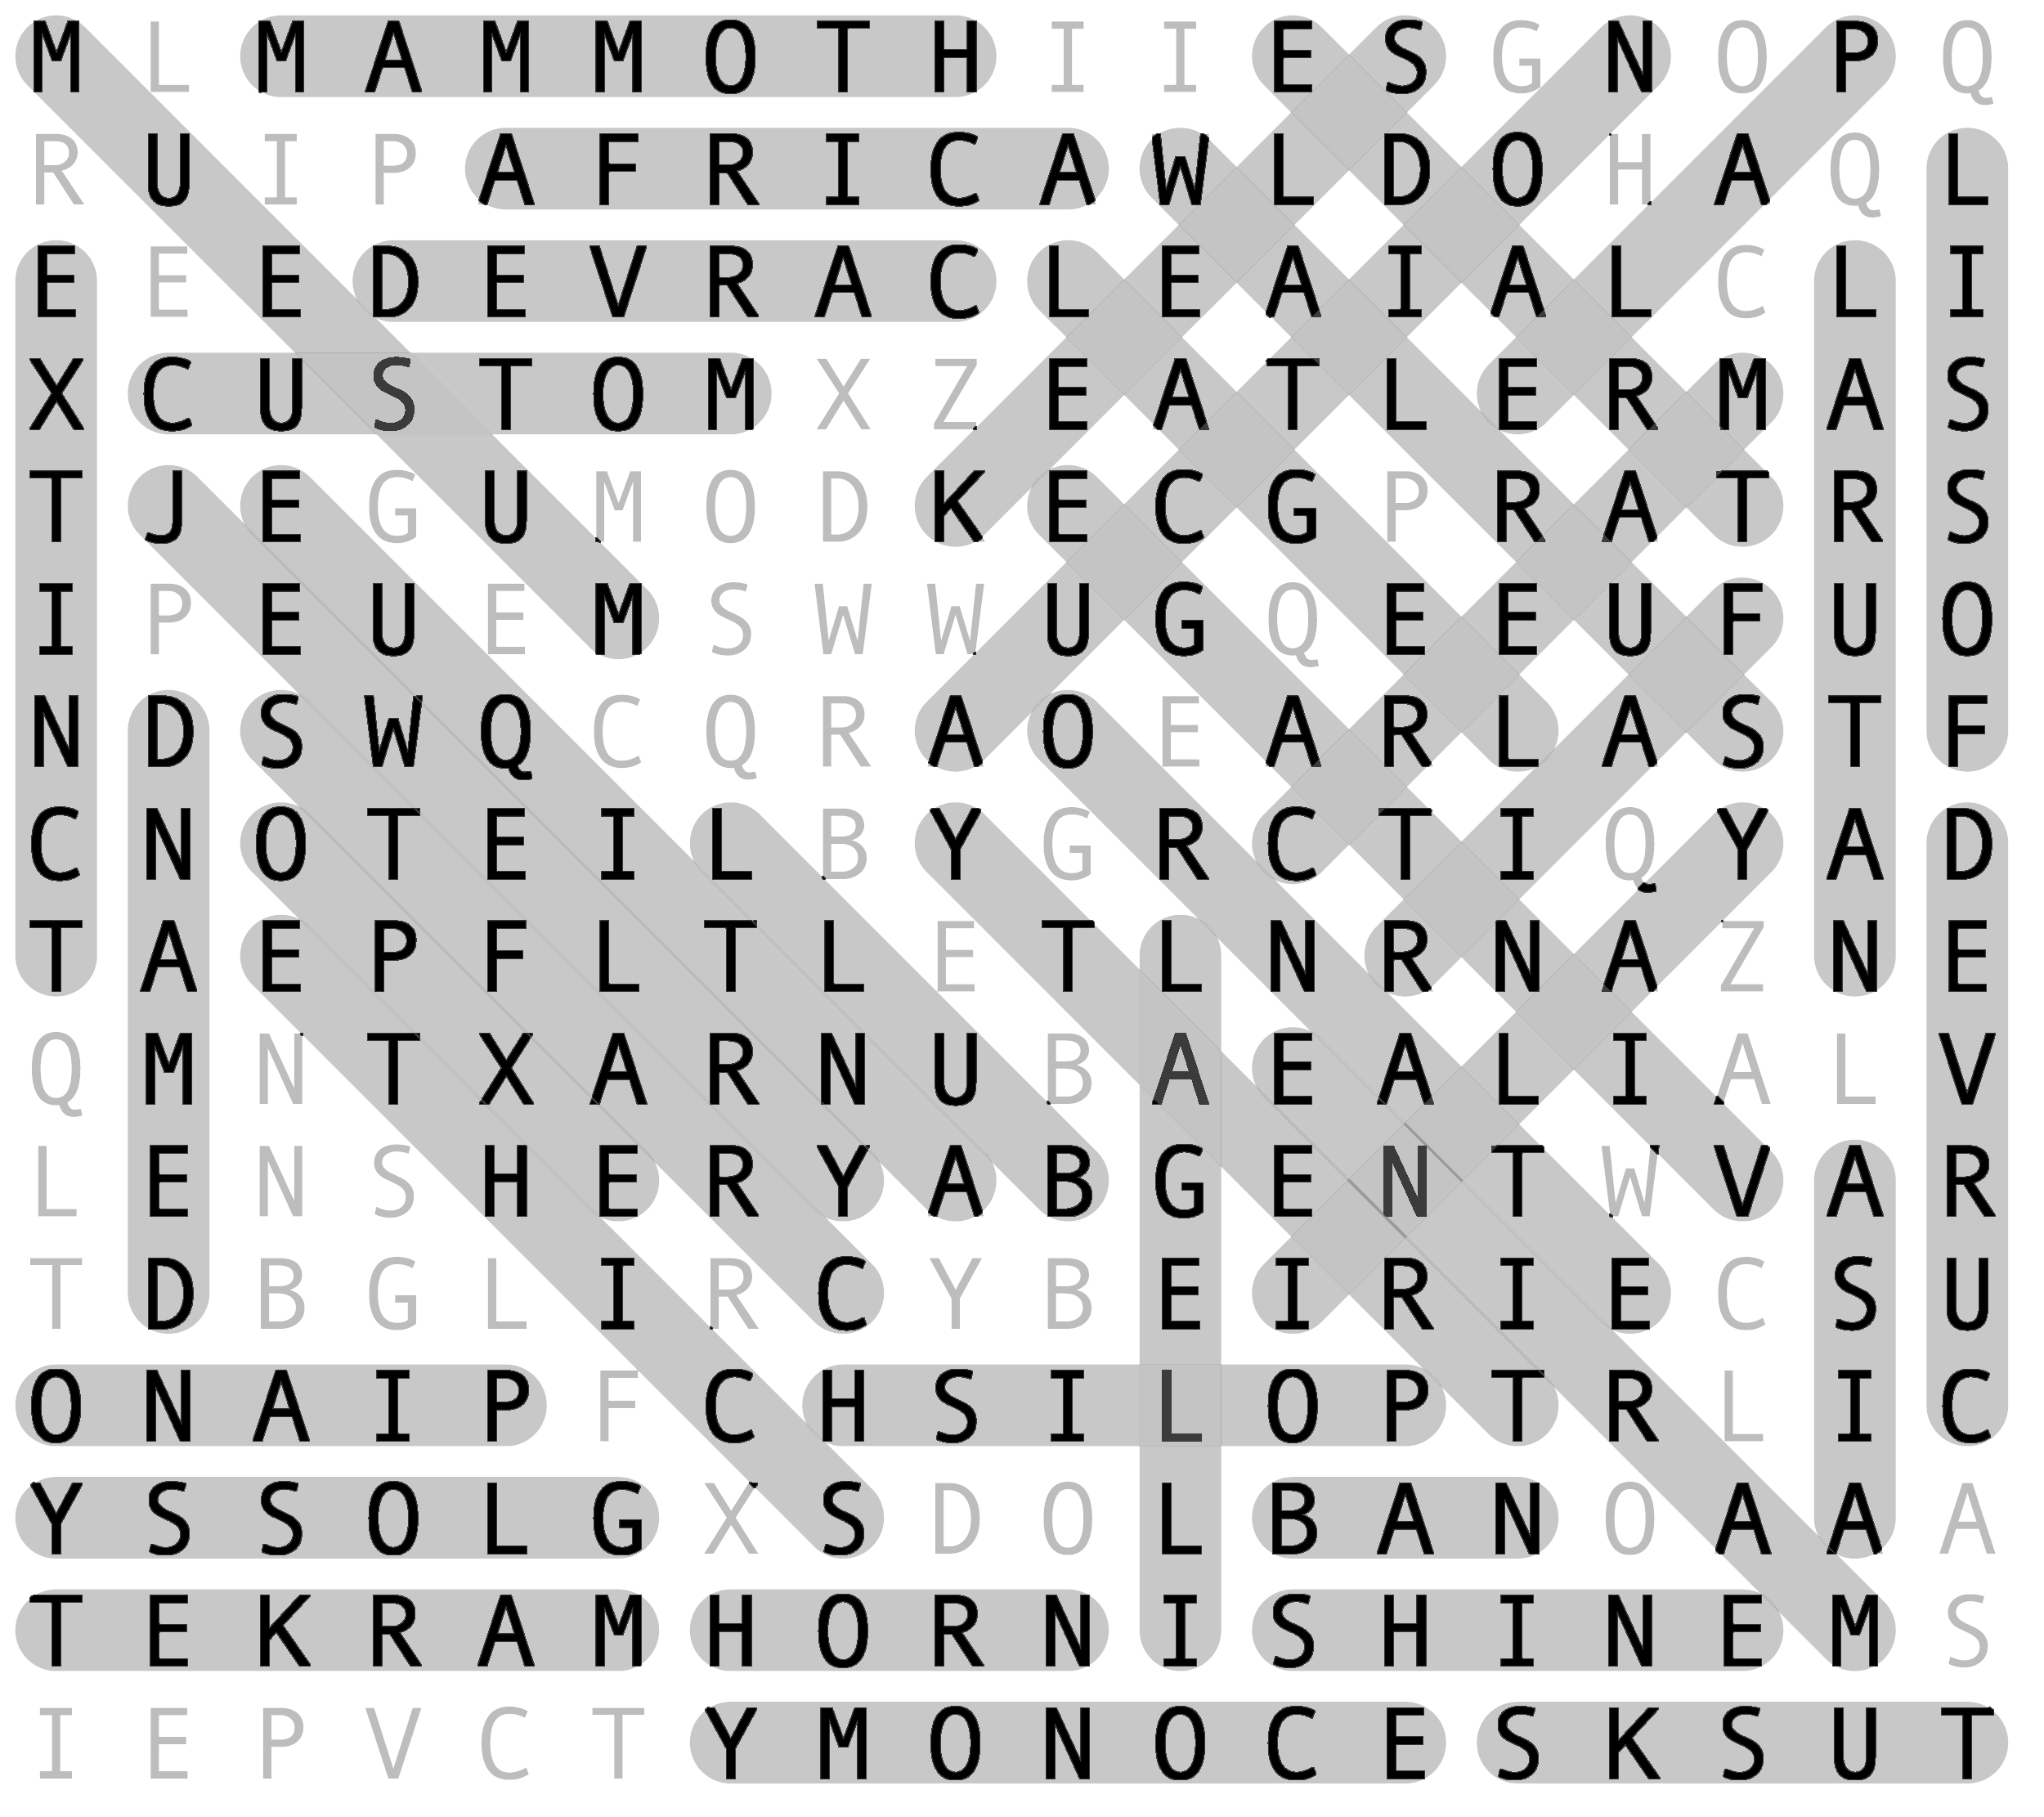 M L M A M M O T H I I E S G N O P Q
R U I P A F R I C A W L D O H A Q L
E E E D E V R A C L E A I A L C L I
X C U S T O M X Z E A T L E R M A S
T J E G U M O D K E C G P R A T R S
I P E U E M S W W U G Q E E U F U O
N D S W Q C Q R A O E A R L A S T F
C N O T E I L B Y G R C T I Q Y A D
T A E P F L T L E T L N R N A Z N E
Q M N T X A R N U B A E A L I A L V
L E N S H E R Y A B G E N T W V A R
T D B G L I R C Y B E I R I E C S U
O N A I P F C H S I L O P T R L I C
Y S S O L G X S D O L B A N O A A A
T E K R A M H O R N I S H I N E M S
I E P V C T Y M O N O C E S K S U T